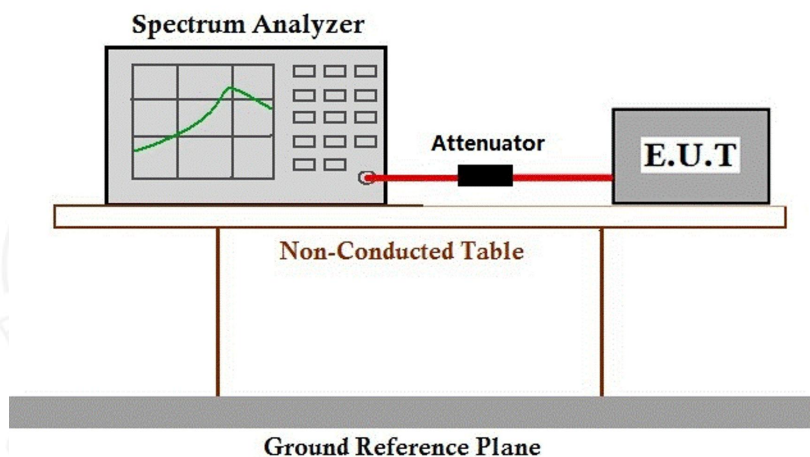 Spectrum Analyzer
Attenuator
E.U.T
Non-Conducted Table
Ground Reference Plane